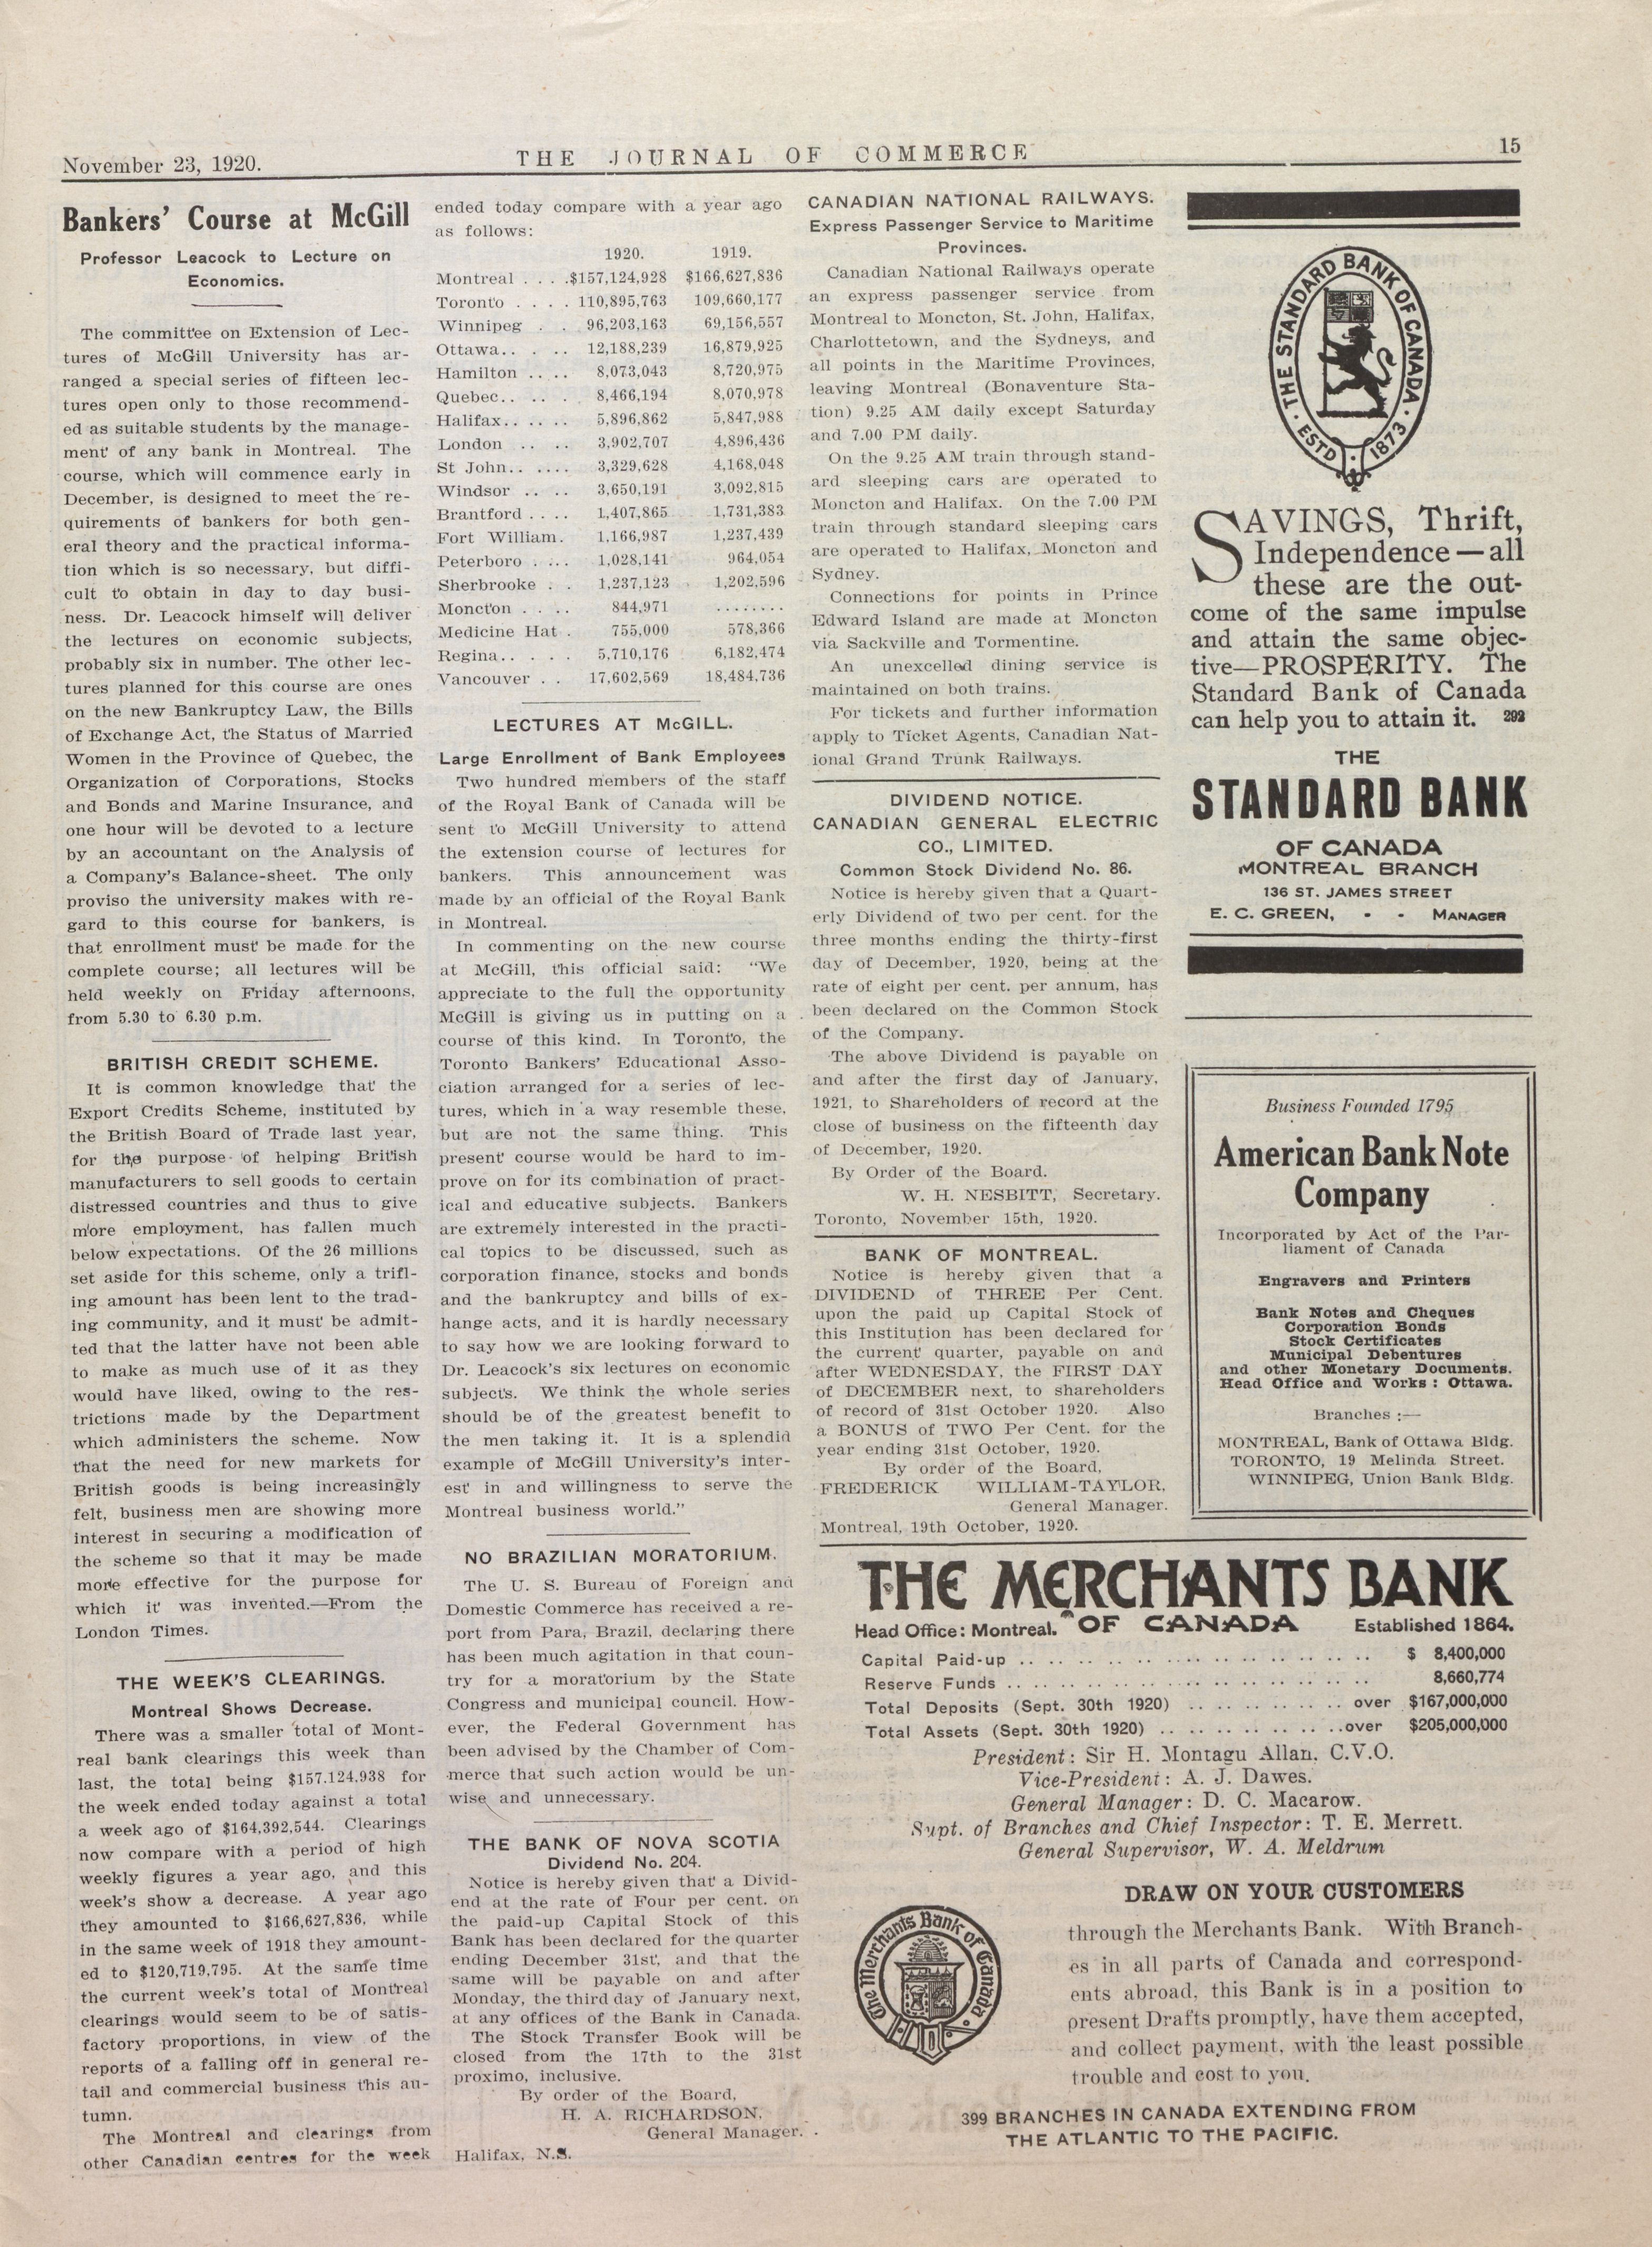 November 23, 1920.
THE JOURNAL OF COMMERCE
15
Bankers' Course at McGill
Professor Leacock to Lecture on
Economics.
The committee on Extension of Lec-
tures of McGill University has ar-
ranged a special series of fifteen lec-
tures open only to those recommend-
ed as suitable students by the manage-
ment of any bank in Montreal. The
course, which will commence early in
December, is designed to meet the re-
quirements of bankers for both gen-
eral theory and the practical informa-
tion which is so necessary, but diffi-
cult to obtain in day to day busi-
ness. Dr. Leacock himself will deliver
the lectures on economic subjects,
probably six in number. The other lec-
tures planned for this course are ones
on the new Bankruptcy Law, the Bills
of Exchange Act, the Status of Married
Women in the Province of Quebec, the
Organization of Corporations, Stocks
and Bonds and Marine Insurance, and
one hour will be devoted to a lecture
by an accountant on the Analysis of
a Company's Balance-sheet. The only
proviso the university makes with re-
gard to this course for bankers, is
that enrollment must be made for the
complete course; all lectures will be
held weekly on Friday afternoons,
from 5.30 to 6.30 p.m.
BRITISH CREDIT SCHEME.
It is common knowledge that the
Export Credits Scheme, instituted by
the British Board of Trade last year,
for the purpose of helping British
manufacturers to sell goods to certain
distressed countries and thus to give
more employment, has fallen much
below expectations. Of the 26 millions
set aside for this scheme, only a trifl-
ing amount has been lent to the trad-
ing community, and it must be admit-
ted that the latter have not been able
to make as much use of it as they
would have liked, owing to the res-
trictions made by the Department
which administers the scheme. Now
that the need for new markets for
British goods is being increasingly
felt, business men are showing more
interest in securing a modification of
the scheme so that it may be made
more effective for the purpose for
which it was invented.—From the
London Times.
THE WEEK'S CLEARINGS.
Montreal Shows Decrease.
There was a smaller total of Mont-
real bank clearings this week than
last, the total being $157.124.938 for
the week ended today against a total
a week ago of $164,392,544. Clearings
now compare with a period of high
weekly figures a year ago, and this
week's show a decrease. A year ago
they amounted to $166,627,836, while
in the same week of 1918 they amount-
ed to $120,719,795. At the same time
the current week's total of Montreal
clearings would seem to be of satis-
factory proportions, in view of the
reports of a falling off in general re-
tail and commercial business this au-
tumn.
The Montreal and clearings from
other Canadian centres for the week
ended today compare with a year ago
as follows:
1920. 1919.
Montreal . . . .$157,124,928 $166,627,836
Toronto . . . . 110,895,763 109,660,177
Winnipeg . . 96,203,163 69,156,557
Ottawa.. . .. 12,188,239 16,879,925
Hamilton .. .. 8,073,043 8,720,975
Quebec.. .. . 8,466,194 8,070,978
Halifax.. .. .. 5,896,862 5,847,988
London .. .. 3,902,707 4,896,436
St John.. .... 3,329,628 4,168,048
Windsor .. .. 3,650,191 3,092,815
Brantford .. .. 1,407,865 1,731,383
Fort William. 1,166,987 1,237,439
Peterboro . ... 1,028,141 964,054
Sherbrooke . . 1,237,123 1,202,596
Moncton . . .. 844,971 ........
Medicine Hat . 755,000 578,366
Regina.. . . . 5,710,176 6,182,474
Vancouver . . 17,602,569 18,484,736
LECTURES AT McGILL.
Large Enrollment of Bank Employees
Two hundred members of the staff
of the Royal Bank of Canada will be
sent to McGill University to attend
the extension course of lectures for
bankers. This announcement was
made by an official of the Royal Bank
in Montreal.
In commenting on the new course
at McGill, this official said: "We
appreciate to the full the opportunity
McGill is giving us in putting on a
course of this kind. In Toronto, the
Toronto Bankers' Educational Asso-
ciation arranged for a series of lec-
tures, which in a way resemble these,
but are not the same thing. This
present course would be hard to im-
prove on for its combination of pract-
ical and educative subjects. Bankers
are extremely interested in the practi-
cal topics to be discussed, such as
corporation finance, stocks and bonds
and the bankruptcy and bills of ex-
hange acts, and it is hardly necessary
to say how we are looking forward to
Dr. Leacock's six lectures on economic
subjects. We think the whole series
should be of the greatest benefit to
the men taking it. It is a splendid
example of McGill University's inter-
est in and willingness to serve the
Montreal business world."
NO BRAZILIAN MORATORIUM.
The U. S. Bureau of Foreign and
Domestic Commerce has received a re-
port from Para, Brazil, declaring there
has been much agitation in that coun-
try for a moratorium by the State
Congress and municipal council. How-
ever, the Federal Government has
been advised by the Chamber of Com-
merce that such action would be un-
wise and unnecessary.
THE BANK OF NOVA SCOTIA
Dividend No. 204.
Notice is hereby given that a Divid-
end at the rate of Four per cent. on
the paid-up Capital Stock of this
Bank has been declared for the quarter
ending December 31st, and that the
same will be payable on and after
Monday, the third day of January next,
at any offices of the Bank in Canada.
The Stock Transfer Book will be
closed from the 17th to the 31st
proximo, inclusive.
By order of the Board,
H. A. RICHARDSON,
General Manager.
Halifax, N.S.
CANADIAN NATIONAL RAILWAYS.
Express Passenger Service to Maritime
Provinces.
Canadian National Railways operate
an express passenger service from
Montreal to Moncton, St. John, Halifax,
Charlottetown, and the Sydneys, and
all points in the Maritime Provinces,
leaving Montreal (Bonaventure Sta-
tion) 9.25 AM daily except Saturday
and 7.00 PM daily.
On the 9.25 AM train through stand-
ard sleeping cars are operated to
Moncton and Halifax. On the 7.00 PM
train through standard sleeping cars
are operated to Halifax, Moncton and
Sydney.
Connections for points in Prince
Edward Island are made at Moncton
via Sackville and Tormentine.
An unexcelled dining service is
maintained on both trains.
For tickets and further information
apply to Ticket Agents, Canadian Nat-
ional Grand Trunk Railways.
DIVIDEND NOTICE.
CANADIAN GENERAL ELECTRIC
CO., LIMITED.
Common Stock Dividend No. 86.
Notice is hereby given that a Quart-
erly Dividend of two per cent. for the
three months ending the thirty-first
day of December, 1920, being at the
rate of eight per cent. per annum, has
been declared on the Common Stock
of the Company.
The above Dividend is payable on
and after the first day of January,
1921, to Shareholders of record at the
close of business on the fifteenth day
of December, 1920.
By Order of the Board.
W. H. NESBITT, Secretary.
Toronto, November 15th, 1920.
BANK OF MONTREAL.
Notice is hereby given that a
DIVIDEND of THREE Per Cent.
upon the paid up Capital Stock of
this Institution has been declared for
the current quarter, payable on and
after WEDNESDAY, the FIRST DAY
of DECEMBER next, to shareholders
of record of 31st October 1920. Also
a BONUS of TWO Per Cent. for the
year ending 31st October, 1920.
By order of the Board,
FREDERICK WILLIAM-TAYLOR,
General Manager.
Montreal, 19th October, 1920.
THE STANDARD BANK OF CANADA
ESTD 1873
SAVINGS, Thrift,
Independence—all
these are the out-
come of the same impulse
and attain the same objec-
tive—PROSPERITY. The
Standard Bank of Canada
can help you to attain it. 292
THE
STANDARD BANK
OF CANADA
MONTREAL BRANCH
136 ST. JAMES STREET
E. C. GREEN, - - MANAGER
Business Founded 1795
American Bank Note
Company
Incorporated by Act of the Par-
liament of Canada
Engravers and Printers
Bank Notes and Cheques
Corporation Bonds
Stock Certificates
Municipal Debentures
and other Monetary Documents.
Head Office and Works : Ottawa.
Branches :—
MONTREAL, Bank of Ottawa Bldg.
TORONTO, 19 Melinda Street.
WINNIPEG, Union Bank Bldg.
THE MERCHANTS BANK
Head Office: Montreal. OF CANADA Established 1864.
Capital Paid-up .. .. .. .. .. .. .. .. .. .. .. $ 8,400,000
Reserve Funds .. .. .. .. .. .. .. .. .. .. .. 8,660,774
Total Deposits (Sept. 30th 1920) .. .. .. .. .. .. over $167,000,000
Total Assets (Sept. 30th 1920) .. .. .. .. .. .. ..over $205,000,000
President: Sir H. Montagu Allan, C.V.O.
Vice-President: A. J. Dawes.
General Manager: D. C. Macarow.
Supt. of Branches and Chief Inspector: T. E. Merrett.
General Supervisor, W. A. Meldrum
The Merchants Bank of Canada
DRAW ON YOUR CUSTOMERS
through the Merchants Bank. With Branch-
es in all parts of Canada and correspond-
ents abroad, this Bank is in a position to
present Drafts promptly, have them accepted,
and collect payment, with the least possible
trouble and cost to you.
399 BRANCHES IN CANADA EXTENDING FROM
THE ATLANTIC TO THE PACIFIC.